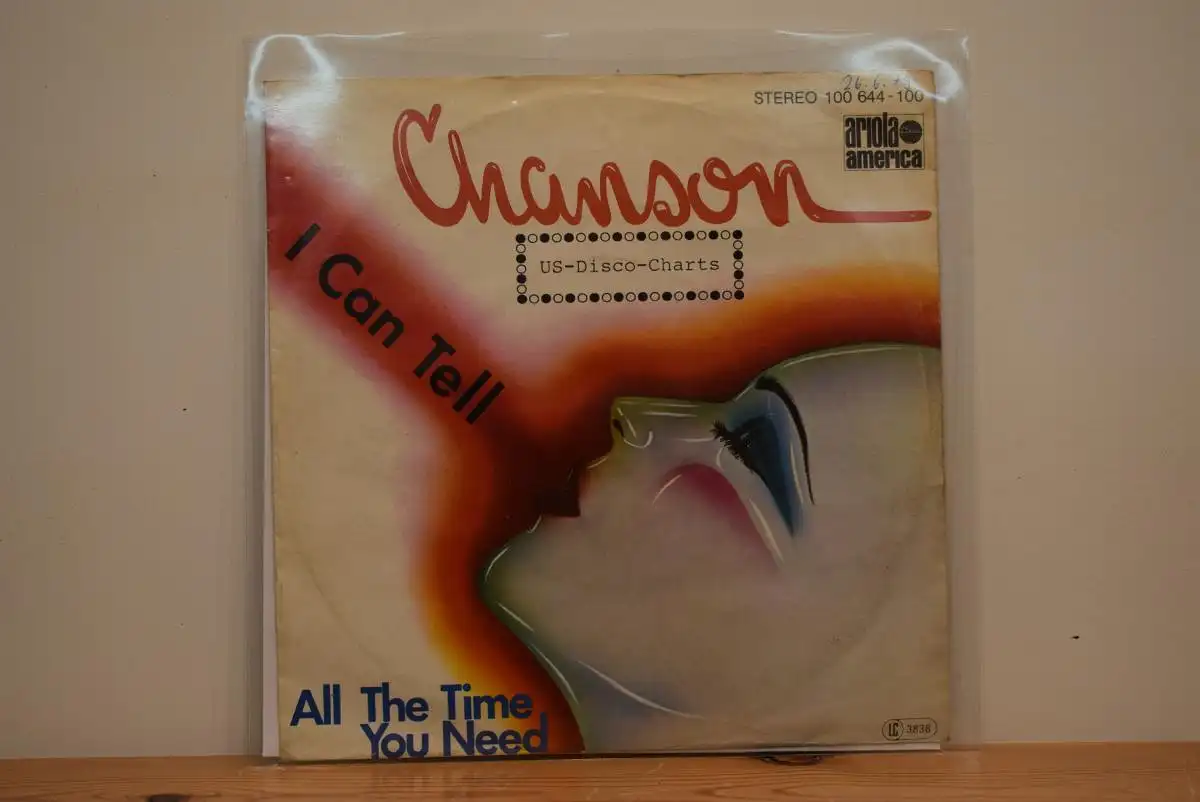 STEREO 100 644-100
ariola
america
Chanson
US-Disco-Charts
I Can Tell
All The Time
You Need
LC 3838